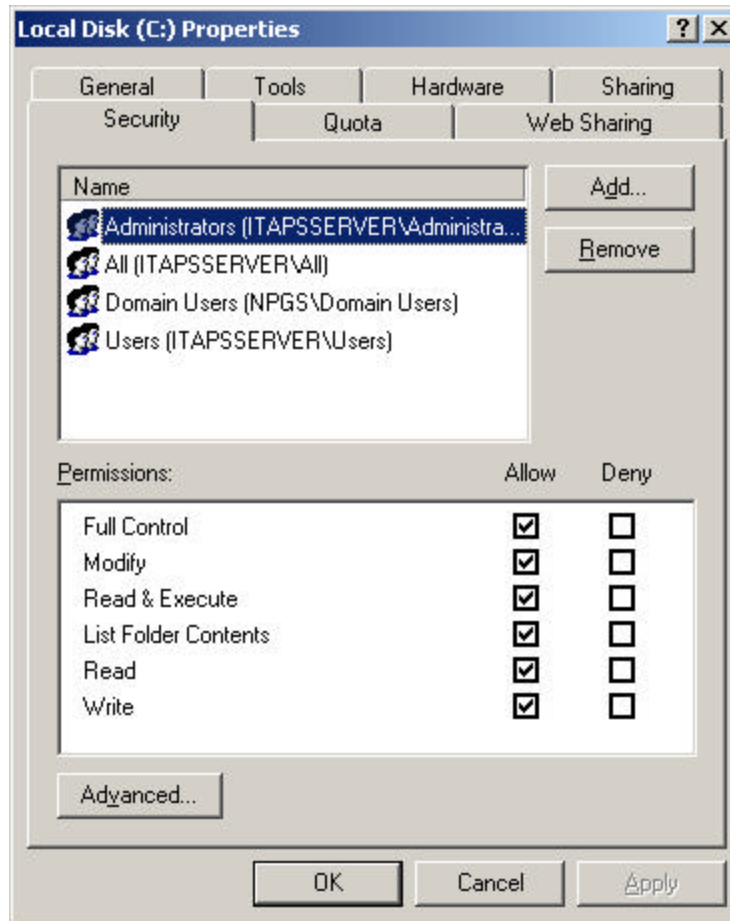 Local Disk (C:) Properties ? X
General Tools Hardware Sharing
Security Quota Web Sharing
Name
Add...
Administrators (ITAPSSERVER\Administra...
Remove
All (ITAPSSERVER\All)
Domain Users (NPGS\Domain Users)
Users (ITAPSSERVER\Users)
Permissions: Allow Deny
Full Control
Modify
Read & Execute
List Folder Contents
Read
Write
Advanced...
OK Cancel Apply